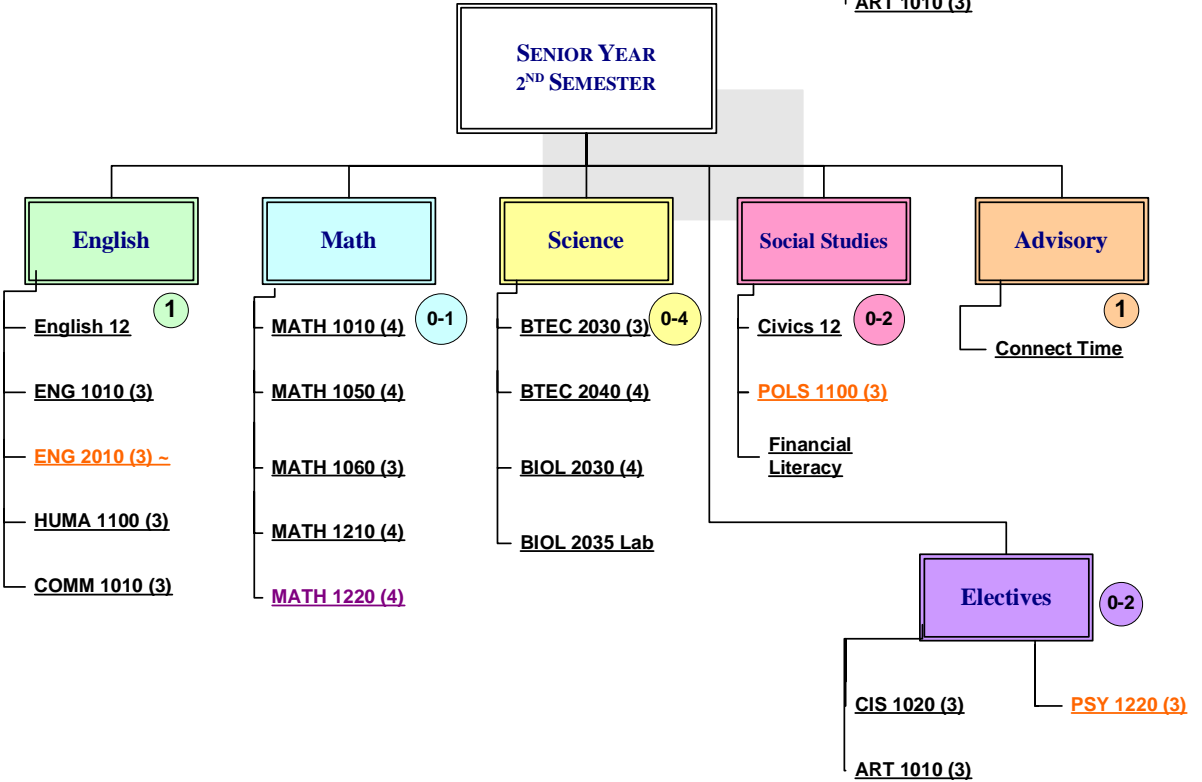 ART 1010 (3)
SENIOR YEAR
2ND SEMESTER
English
Math
Science
Social Studies
Advisory
1
0-1
0-4
0-2
1
English 12
ENG 1010 (3)
ENG 2010 (3) ~
HUMA 1100 (3)
COMM 1010 (3)
MATH 1010 (4)
MATH 1050 (4)
MATH 1060 (3)
MATH 1210 (4)
MATH 1220 (4)
BTEC 2030 (3)
BTEC 2040 (4)
BIOL 2030 (4)
BIOL 2035 Lab
Civics 12
POLS 1100 (3)
Financial
Literacy
Connect Time
Electives
0-2
CIS 1020 (3)
PSY 1220 (3)
ART 1010 (3)